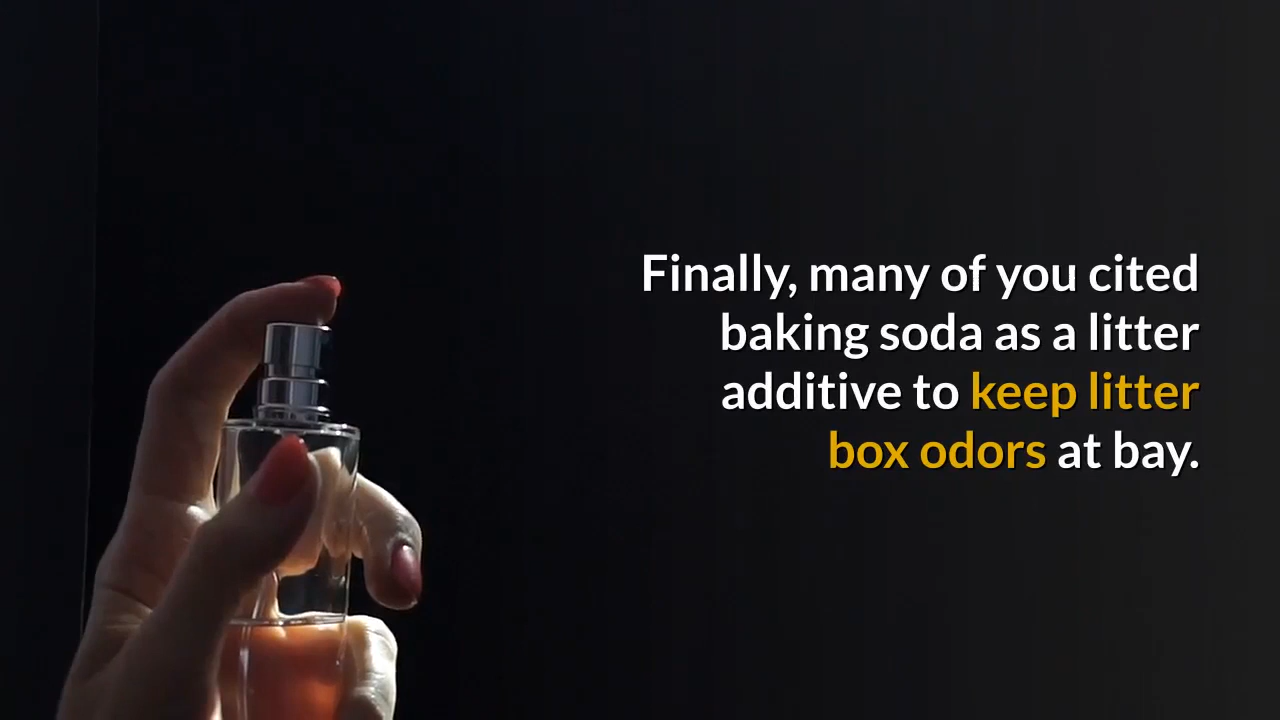 Finally, many of you cited
baking soda as a litter
additive to keep litter
box odors at bay.